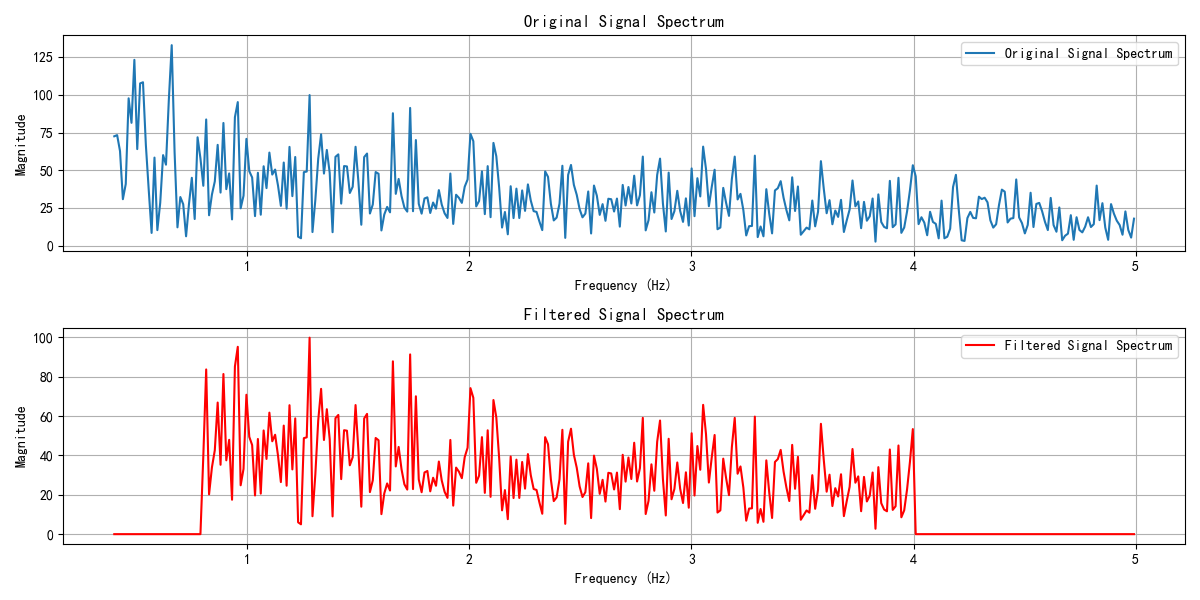 Original Signal Spectrum
Original Signal Spectrum
125
100
75
50
25
0
Magnitude
1 2 3 4 5
Frequency (Hz)
Filtered Signal Spectrum
Filtered Signal Spectrum
100
80
60
40
20
0
Magnitude
1 2 3 4 5
Frequency (Hz)